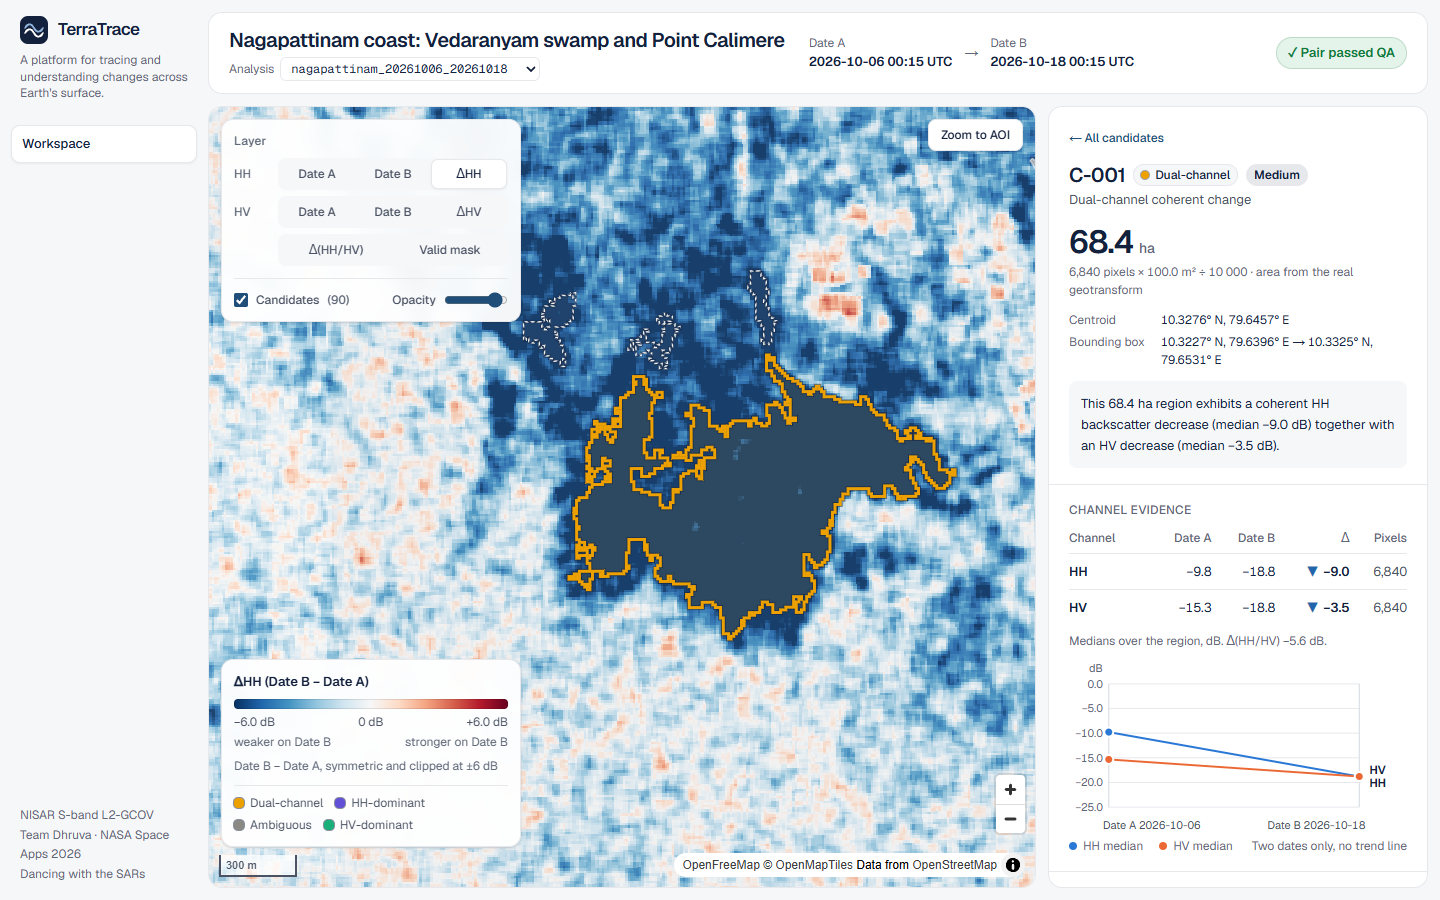 TerraTrace
A platform for tracing and
understanding changes across
Earth's surface.
Workspace
NISAR S-band L2-GCOV
Team Dhruva · NASA Space
Apps 2026
Dancing with the SARs
Nagapattinam coast: Vedaranyam swamp and Point Calimere
Analysis nagapattinam_20261006_20261018
Date A
2026-10-06 00:15 UTC
→
Date B
2026-10-18 00:15 UTC
✓ Pair passed QA
Layer
HH Date A Date B ΔHH
HV Date A Date B ΔHV
Δ(HH/HV) Valid mask
Candidates (90) Opacity
Zoom to AOI
ΔHH (Date B – Date A)
−6.0 dB 0 dB +6.0 dB
weaker on Date B stronger on Date B
Date B – Date A, symmetric and clipped at ±6 dB
Dual-channel HH-dominant
Ambiguous HV-dominant
300 m
+
−
OpenFreeMap © OpenMapTiles Data from OpenStreetMap
← All candidates
C-001 Dual-channel Medium
Dual-channel coherent change
68.4 ha
6,840 pixels × 100.0 m² ÷ 10 000 · area from the real
geotransform
Centroid 10.3276° N, 79.6457° E
Bounding box 10.3227° N, 79.6396° E → 10.3325° N,
79.6531° E
This 68.4 ha region exhibits a coherent HH
backscatter decrease (median −9.0 dB) together with
an HV decrease (median −3.5 dB).
CHANNEL EVIDENCE
Channel Date A Date B Δ Pixels
HH −9.8 −18.8 ▼ −9.0 6,840
HV −15.3 −18.8 ▼ −3.5 6,840
Medians over the region, dB. Δ(HH/HV) −5.6 dB.
dB
0.0
−5.0
−10.0
−15.0
−20.0
−25.0
HV
HH
Date A 2026-10-06 Date B 2026-10-18
HH median HV median Two dates only, no trend line